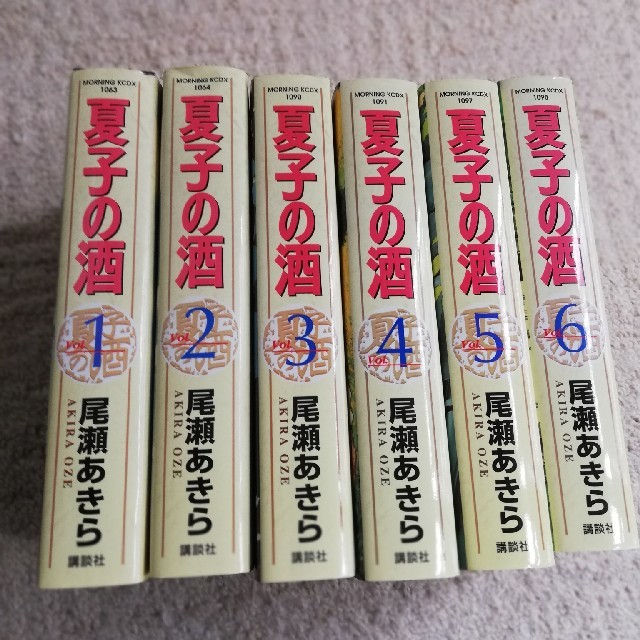 MORNING KCDX
1063
夏子の酒
Vol. 1
尾瀬あきら
AKIRA OZE
講談社
MORNING KCDX
1064
夏子の酒
Vol. 2
尾瀬あきら
AKIRA OZE
講談社
MORNING KCDX
1090
夏子の酒
Vol. 3
尾瀬あきら
AKIRA OZE
講談社
MORNING KCDX
1091
夏子の酒
Vol. 4
尾瀬あきら
AKIRA OZE
講談社
MORNING KCDX
1097
夏子の酒
Vol. 5
尾瀬あきら
AKIRA OZE
講談社
MORNING KCDX
1098
夏子の酒
Vol. 6
尾瀬あきら
AKIRA OZE
講談社